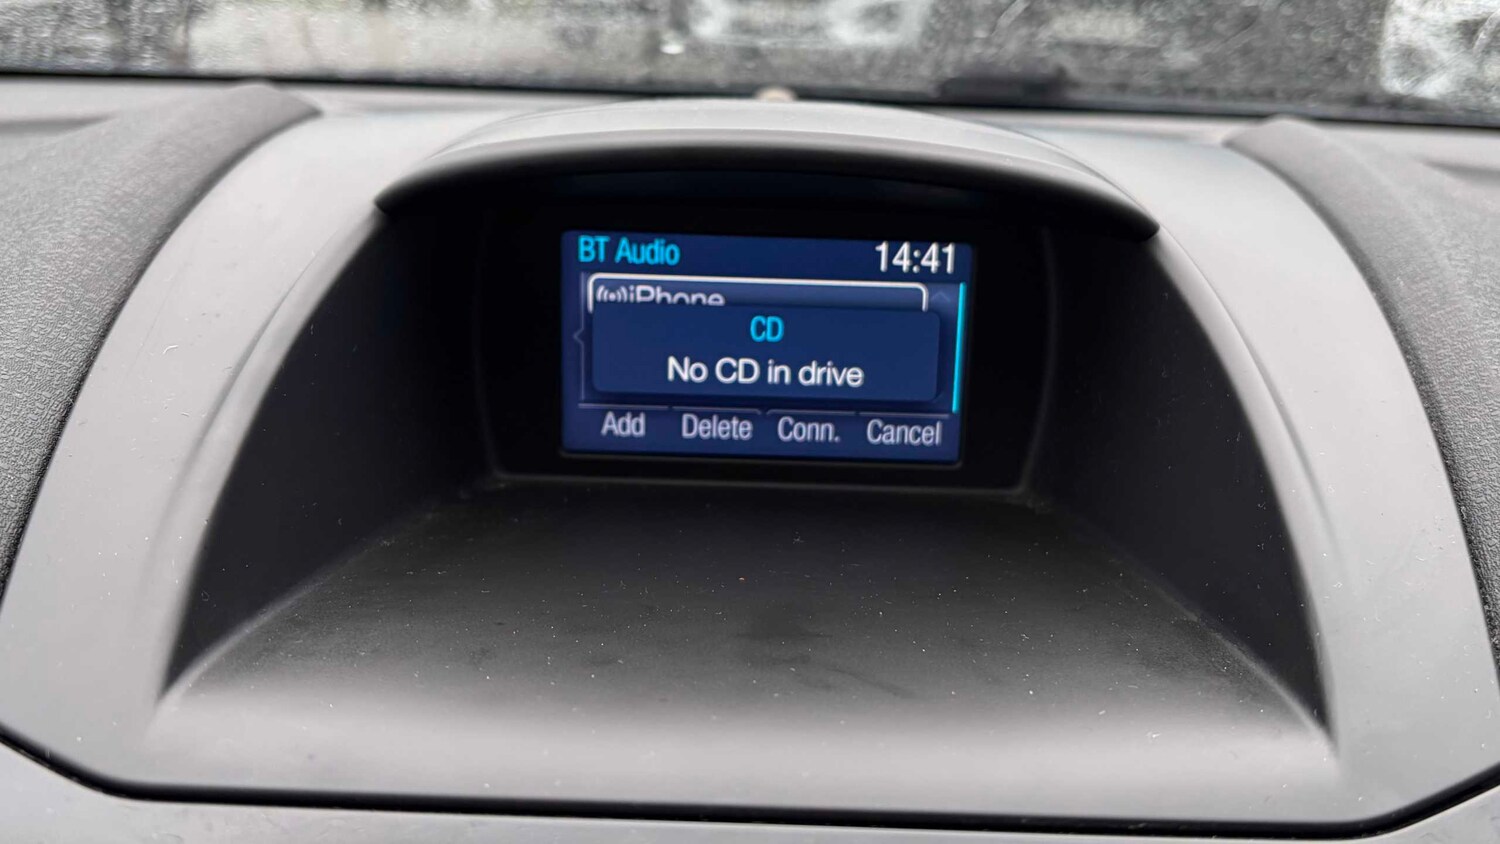 BT Audio
14:41
iPhone
CD
No CD in drive
Add Delete Conn. Cancel